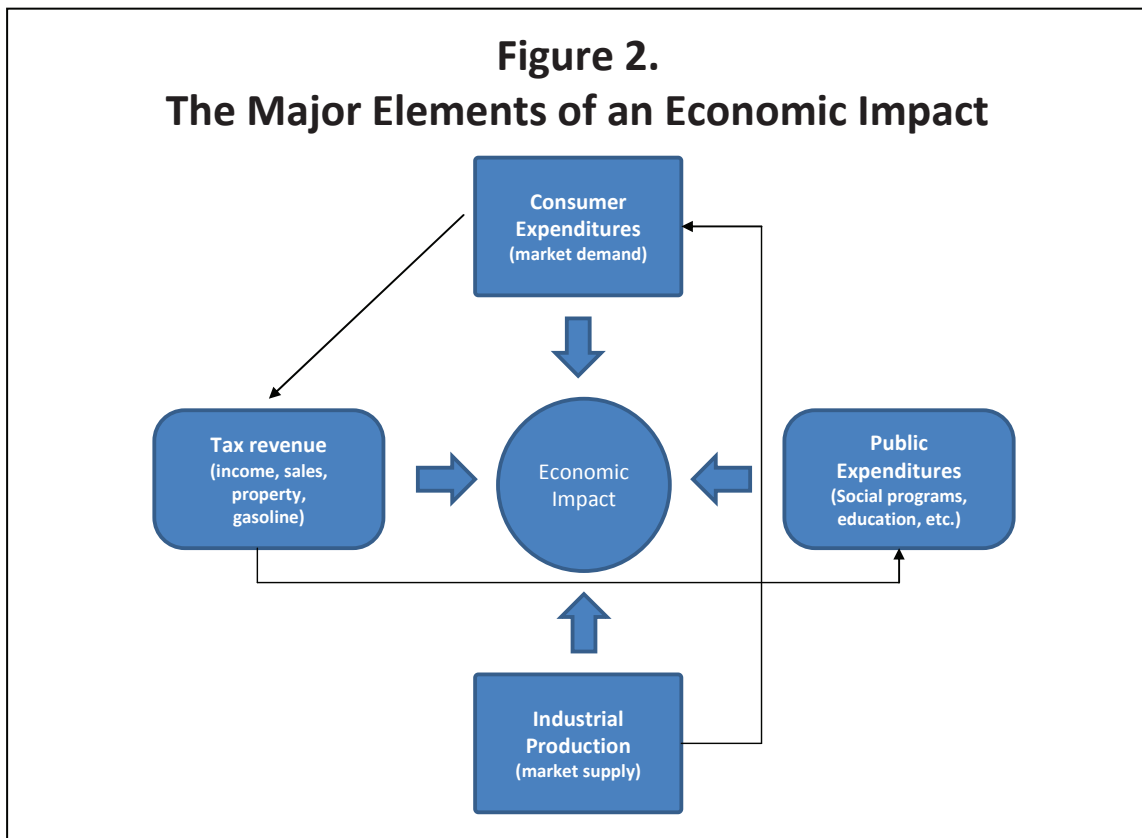 Figure 2.
The Major Elements of an Economic Impact
Consumer
Expenditures
(market demand)
Tax revenue
(income, sales,
property,
gasoline)
Economic
Impact
Public
Expenditures
(Social programs,
education, etc.)
Industrial
Production
(market supply)